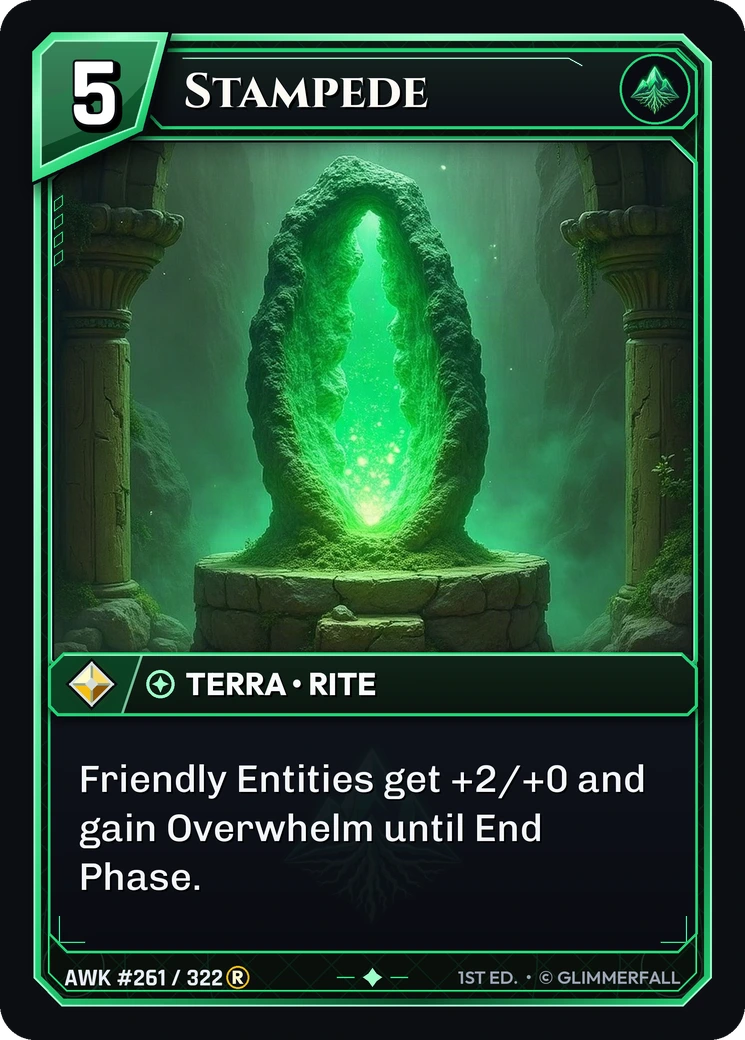 5
STAMPEDE
TERRA • RITE
Friendly Entities get +2/+0 and
gain Overwhelm until End
Phase.
AWK #261 / 322 R
1ST ED. • © GLIMMERFALL